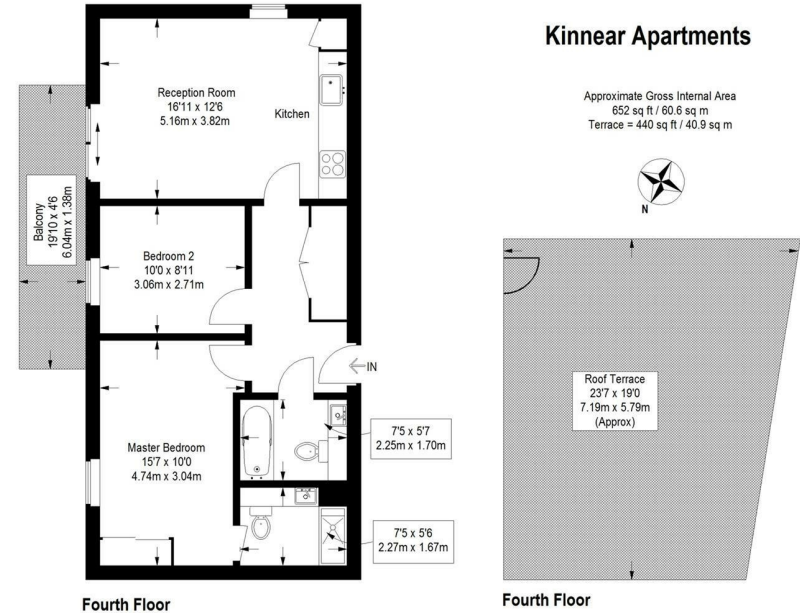 Kinnear Apartments
Approximate Gross Internal Area
652 sq ft / 60.6 sq m
Terrace = 440 sq ft / 40.9 sq m
N
Reception Room
16'11 x 12'6
5.16m x 3.82m
Kitchen
Balcony
19'10 x 4'6
6.04m x 1.38m
Bedroom 2
10'0 x 8'11
3.06m x 2.71m
IN
Master Bedroom
15'7 x 10'0
4.74m x 3.04m
7'5 x 5'7
2.25m x 1.70m
7'5 x 5'6
2.27m x 1.67m
Roof Terrace
23'7 x 19'0
7.19m x 5.79m
(Approx)
Fourth Floor
Fourth Floor